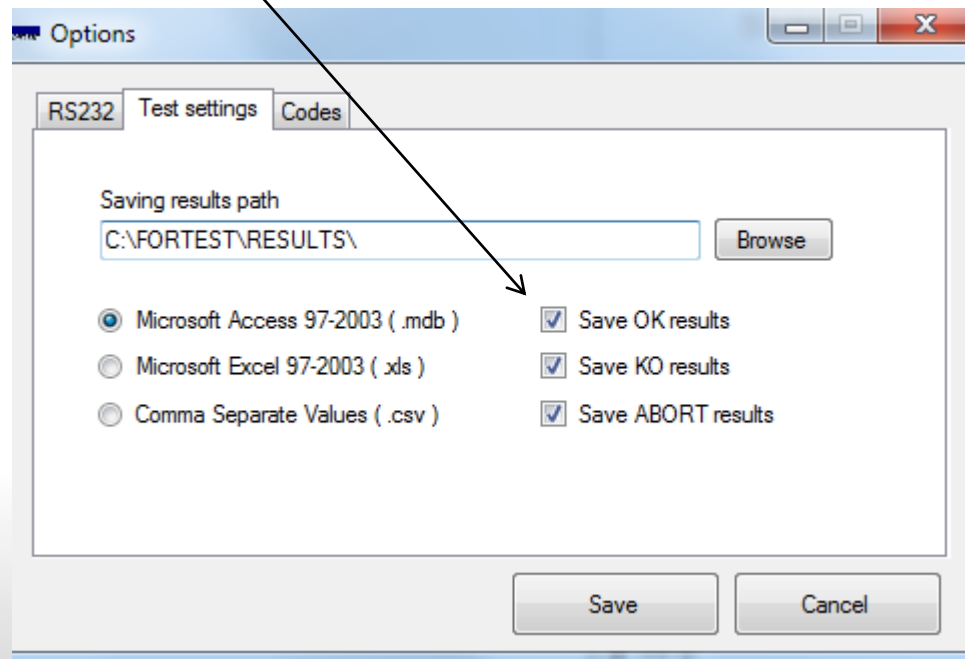 Options
RS232 Test settings Codes
Saving results path
C:\FORTEST\RESULTS\ Browse
Microsoft Access 97-2003 ( .mdb ) Save OK results
Microsoft Excel 97-2003 ( .xls ) Save KO results
Comma Separate Values ( .csv ) Save ABORT results
Save Cancel